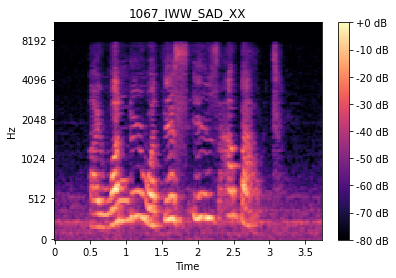 1067_IWW_SAD_XX
+0 dB
8192
-10 dB
4096
-20 dB
-30 dB
2048
Hz
-40 dB
1024
-50 dB
512
-60 dB
-70 dB
0
-80 dB
0 0.5 1 1.5 2 2.5 3 3.5
Time